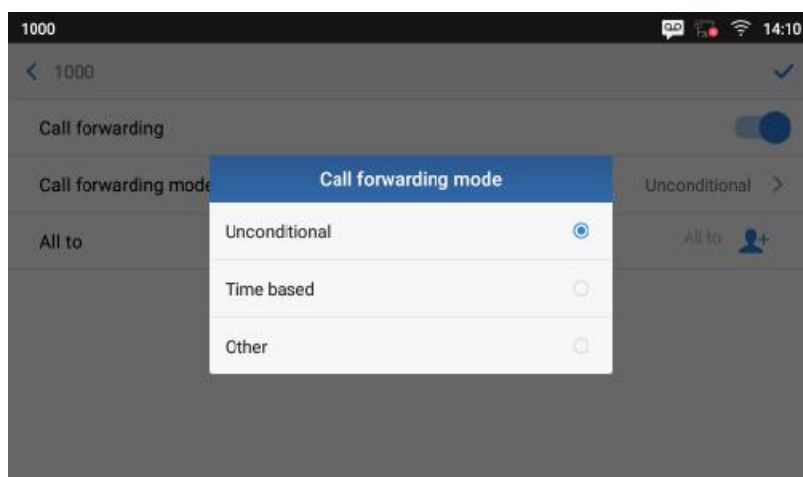 1000 14:10
1000
Call forwarding
Call forwarding mode Unconditional
All to All to
Call forwarding mode
Unconditional
Time based
Other